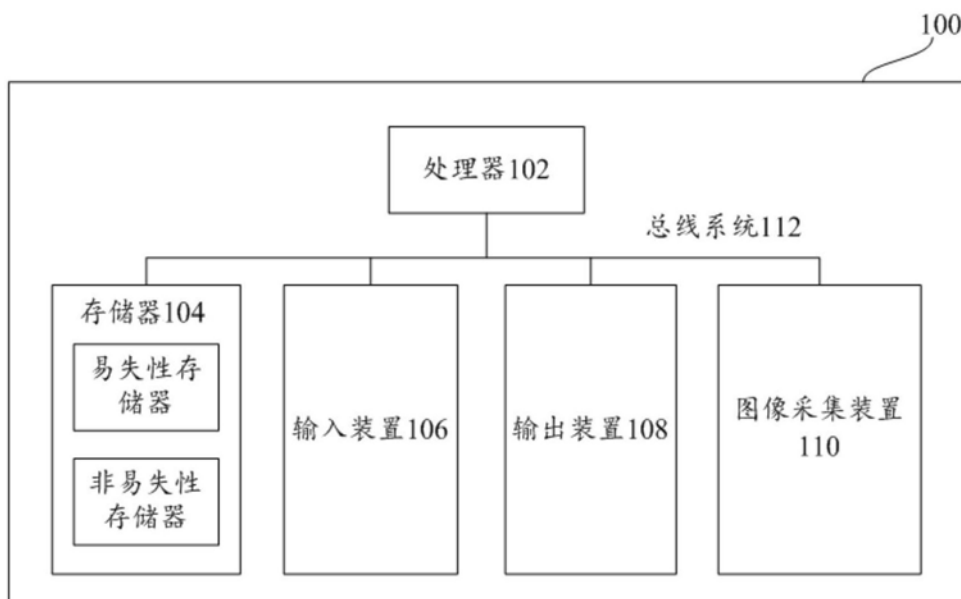 100
处理器102
总线系统112
存储器104
易失性存
储器
非易失性
存储器
输入装置106
输出装置108
图像采集装置
110